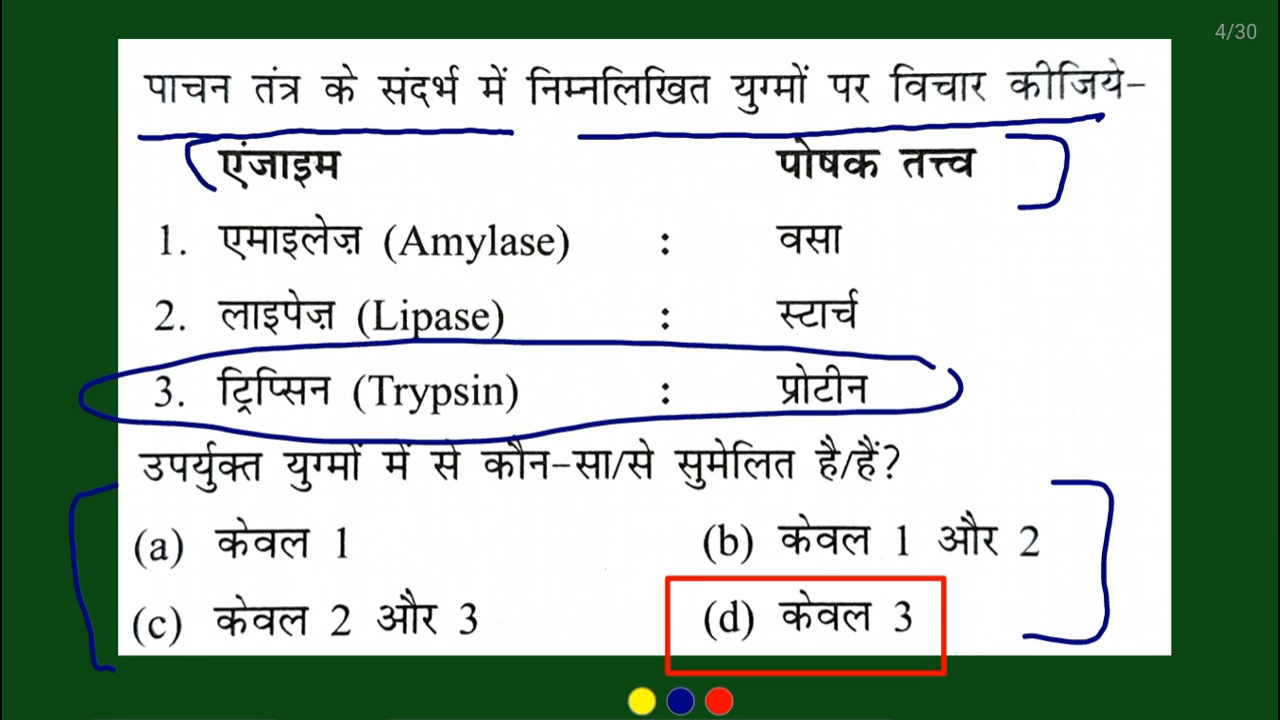 4/30
पाचन तंत्र के संदर्भ में निम्नलिखित युग्मों पर विचार कीजिये-
एंजाइम पोषक तत्त्व
1. एमाइलेज़ (Amylase) : वसा
2. लाइपेज़ (Lipase) : स्टार्च
3. ट्रिप्सिन (Trypsin) : प्रोटीन
उपर्युक्त युग्मों में से कौन-सा/से सुमेलित है/हैं?
(a) केवल 1 (b) केवल 1 और 2
(c) केवल 2 और 3 (d) केवल 3